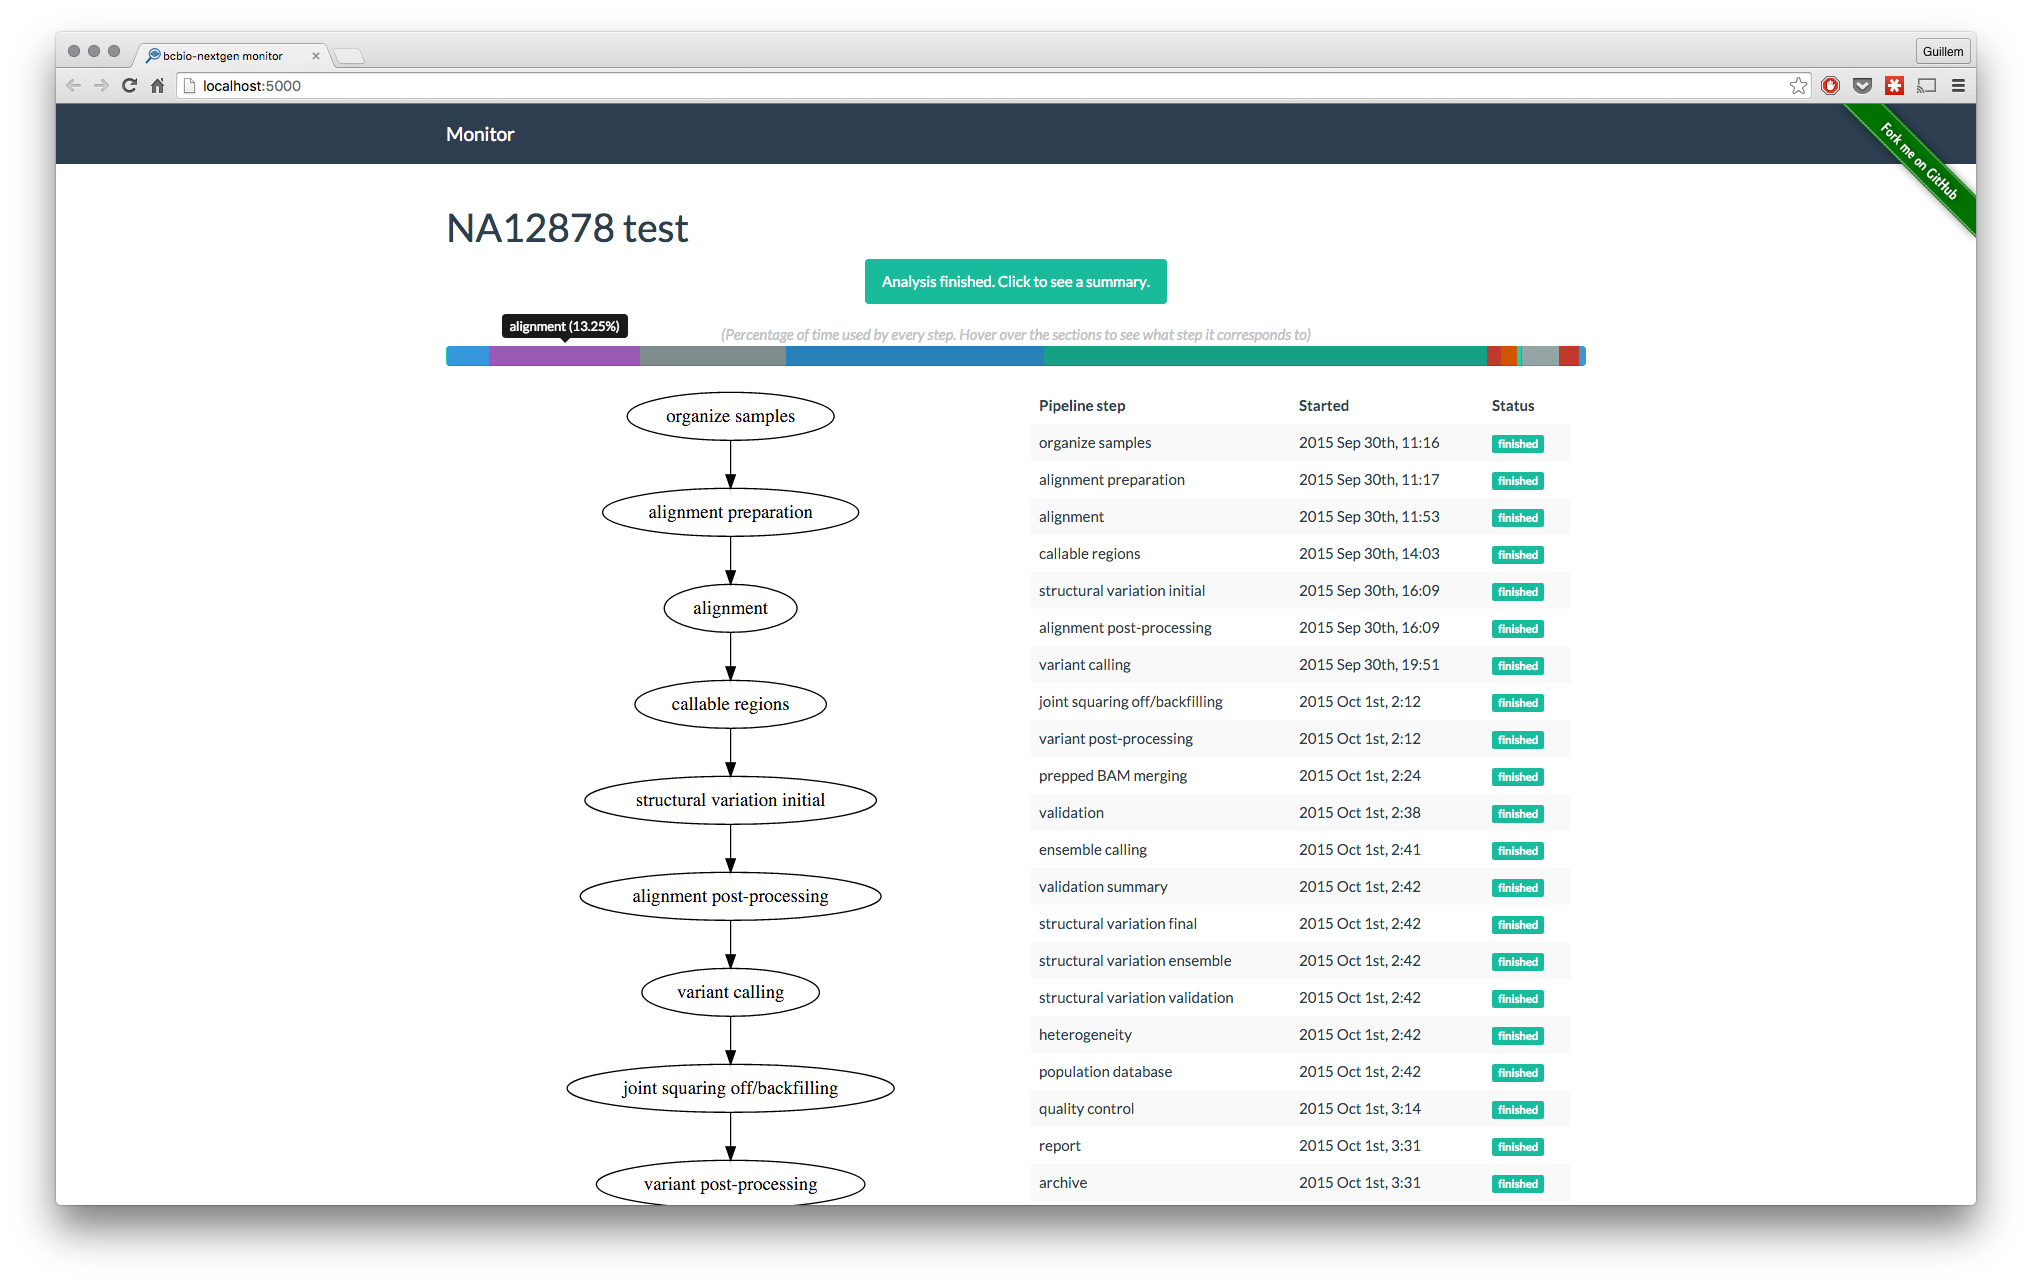 bcbio-nextgen monitor
Guillem
localhost:5000
Monitor
Fork me on GitHub
NA12878 test
Analysis finished. Click to see a summary.
alignment (13.25%)
(Percentage of time used by every step. Hover over the sections to see what step it corresponds to)
organize samples
alignment preparation
alignment
callable regions
structural variation initial
alignment post-processing
variant calling
joint squaring off/backfilling
variant post-processing
Pipeline step Started Status
organize samples 2015 Sep 30th, 11:16 finished
alignment preparation 2015 Sep 30th, 11:17 finished
alignment 2015 Sep 30th, 11:53 finished
callable regions 2015 Sep 30th, 14:03 finished
structural variation initial 2015 Sep 30th, 16:09 finished
alignment post-processing 2015 Sep 30th, 16:09 finished
variant calling 2015 Sep 30th, 19:51 finished
joint squaring off/backfilling 2015 Oct 1st, 2:12 finished
variant post-processing 2015 Oct 1st, 2:12 finished
prepped BAM merging 2015 Oct 1st, 2:24 finished
validation 2015 Oct 1st, 2:38 finished
ensemble calling 2015 Oct 1st, 2:41 finished
validation summary 2015 Oct 1st, 2:42 finished
structural variation final 2015 Oct 1st, 2:42 finished
structural variation ensemble 2015 Oct 1st, 2:42 finished
structural variation validation 2015 Oct 1st, 2:42 finished
heterogeneity 2015 Oct 1st, 2:42 finished
population database 2015 Oct 1st, 2:42 finished
quality control 2015 Oct 1st, 3:14 finished
report 2015 Oct 1st, 3:31 finished
archive 2015 Oct 1st, 3:31 finished